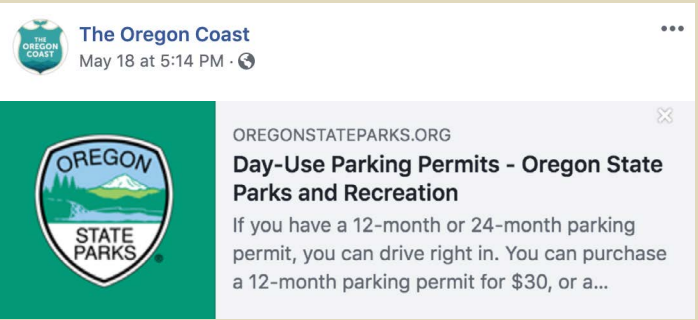 THE
OREGON
COAST
The Oregon Coast
May 18 at 5:14 PM ·
OREGON
STATE
PARKS
OREGONSTATEPARKS.ORG
Day-Use Parking Permits - Oregon State
Parks and Recreation
If you have a 12-month or 24-month parking
permit, you can drive right in. You can purchase
a 12-month parking permit for $30, or a...